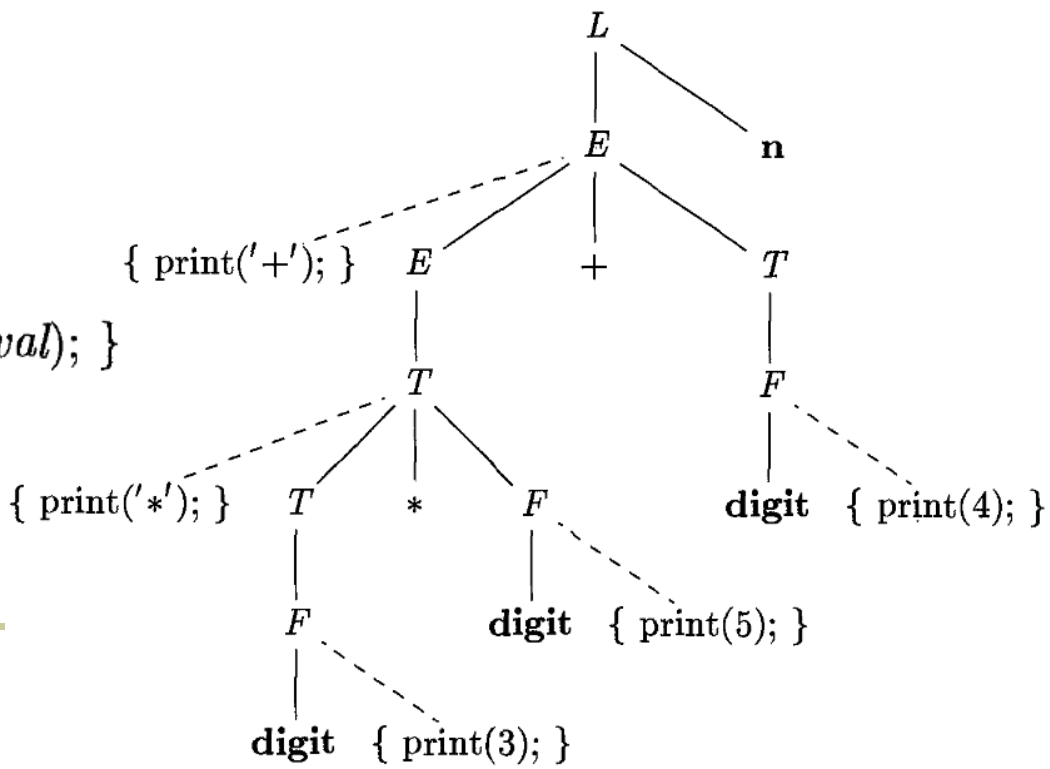 L
E n
{ print('+'); } E + T
val); }
T F
{ print('*'); } T * F digit { print(4); }
F digit { print(5); }
digit { print(3); }